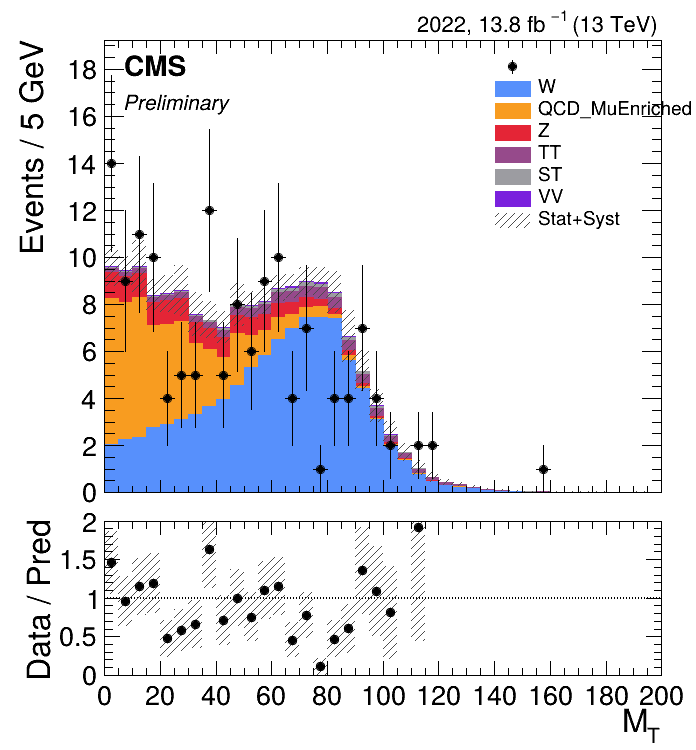 2022, 13.8 fb⁻¹ (13 TeV)
CMS
Preliminary
W
QCD_MuEnriched
Z
TT
ST
VV
Stat+Syst
Events / 5 GeV
18
16
14
12
10
8
6
4
2
0
Data / Pred
2
1.5
1
0.5
0
0 20 40 60 80 100 120 140 160 180 200
M_T